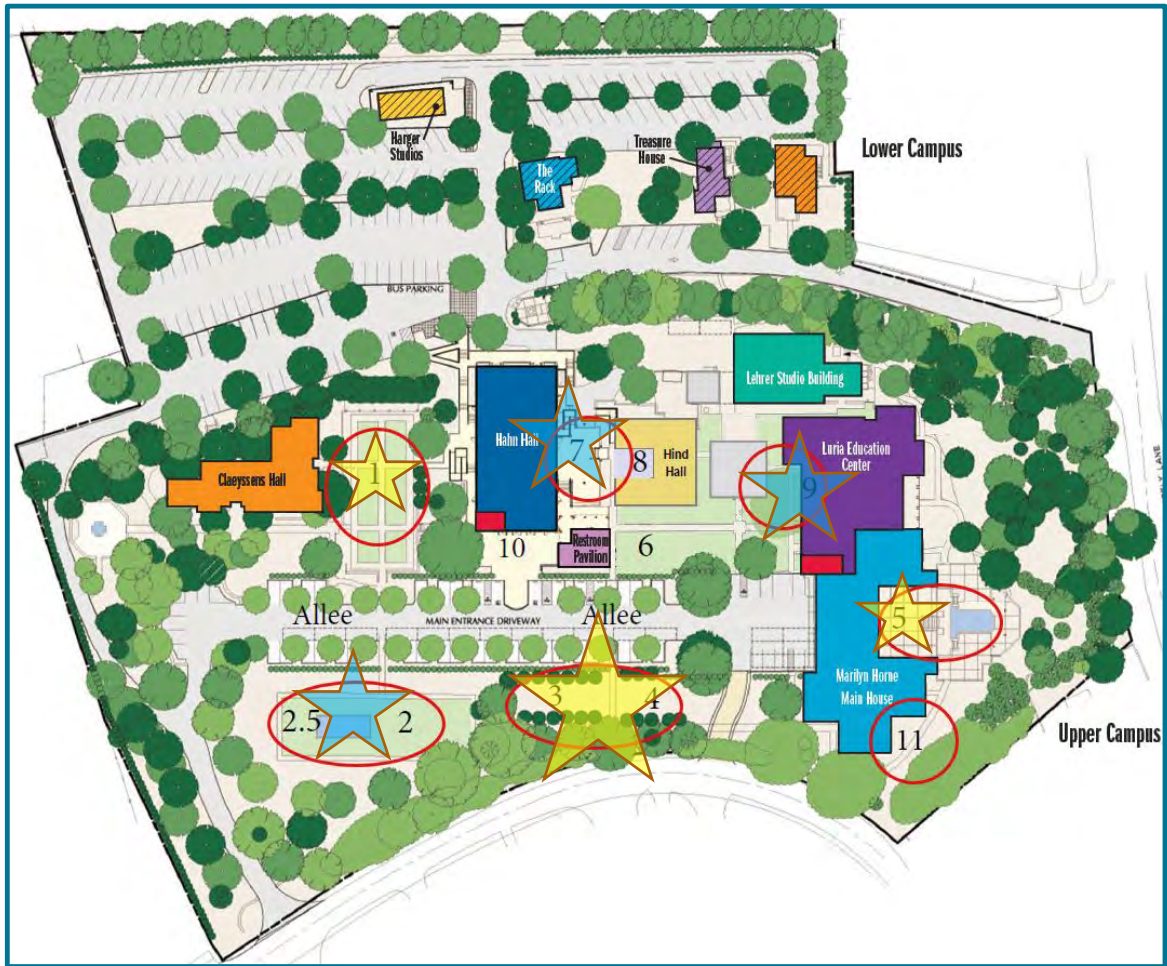 Harger
Studios
The
Rack
Treasure
House
Lower Campus
BUS PARKING
Lehrer Studio Building
Hahn Hall
7
8
Hind
Hall
Luria Education
Center
9
Claeyssens Hall
1
10
Restroom
Pavilion
6
Allee
MAIN ENTRANCE DRIVEWAY
Allee
5
Marilyn Horne
Main House
2.5
2
3
4
11
Upper Campus
LANE